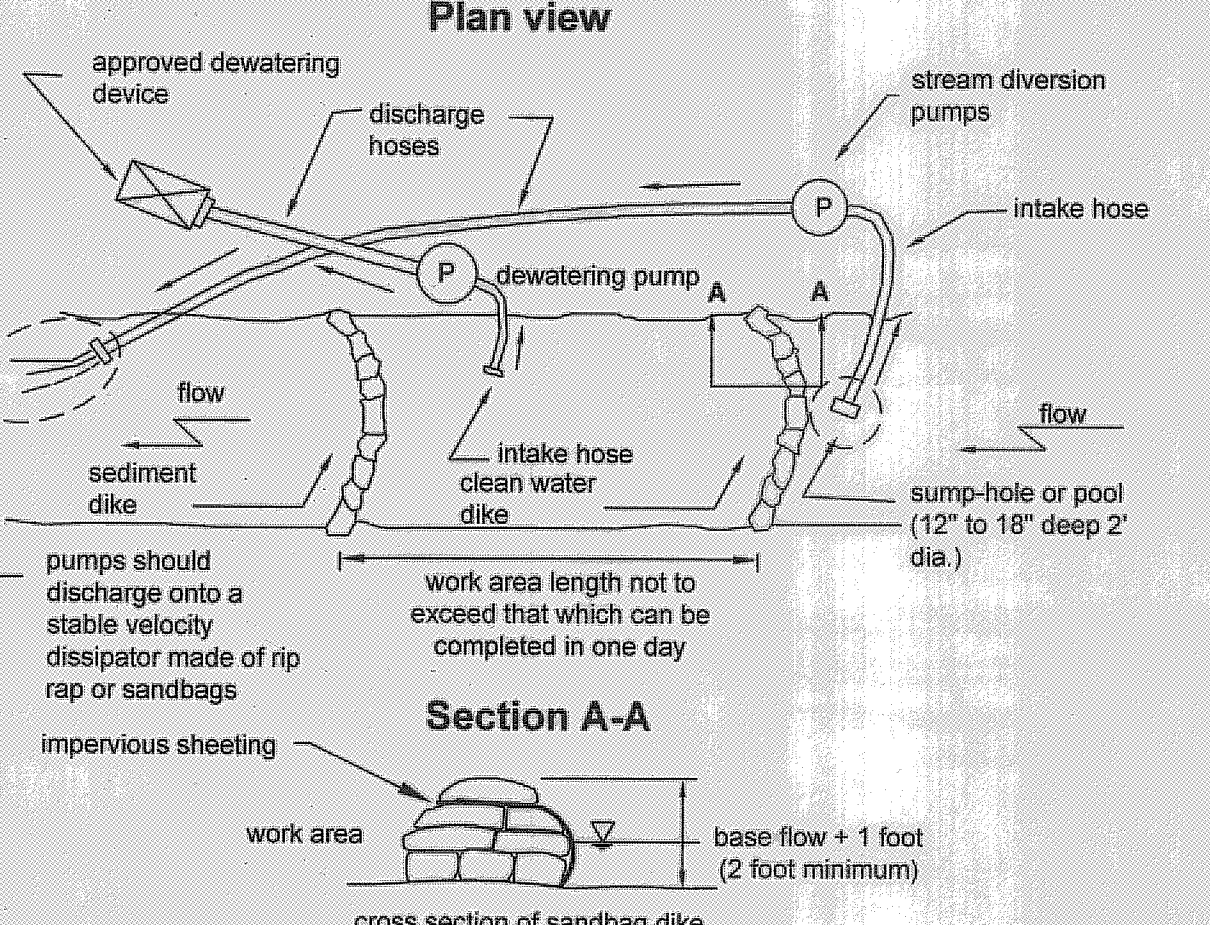 Plan view
approved dewatering
device
discharge
hoses
stream diversion
pumps
P
intake hose
P
dewatering pump
A
A
flow
flow
sediment
dike
intake hose
clean water
dike
sump-hole or pool
(12" to 18" deep 2'
dia.)
pumps should
discharge onto a
stable velocity
dissipator made of rip
rap or sandbags
work area length not to
exceed that which can be
completed in one day
Section A-A
impervious sheeting
work area
base flow + 1 foot
(2 foot minimum)
cross section of sandbag dike